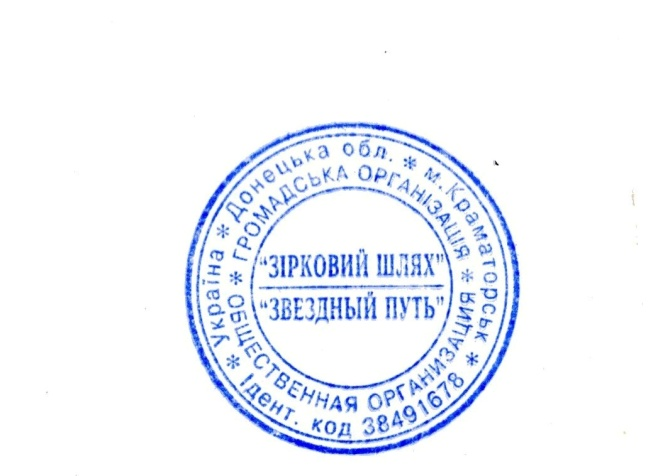 * Україна * Донецька обл. * м.Краматорськ
* Ідент. код 38491678
* ГРОМАДСЬКА ОРГАНІЗАЦІЯ
* ОБЩЕСТВЕННАЯ ОРГАНИЗАЦИЯ
"ЗІРКОВИЙ ШЛЯХ"
"ЗВЕЗДНЫЙ ПУТЬ"